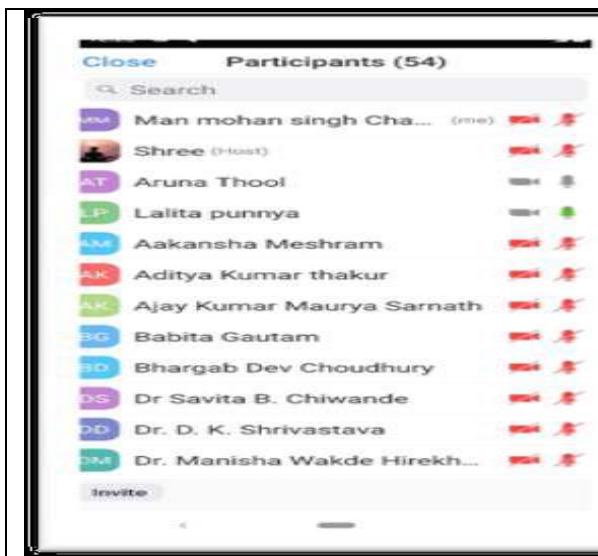 Close Participants (54)
Search
MM Man mohan singh Cha... (me)
Shree (Host)
AT Aruna Thool
LP Lalita punnya
AM Aakansha Meshram
AK Aditya Kumar thakur
AK Ajay Kumar Maurya Sarnath
BG Babita Gautam
BD Bhargab Dev Choudhury
DS Dr Savita B. Chiwande
DD Dr. D. K. Shrivastava
DM Dr. Manisha Wakde Hirekh...
Invite